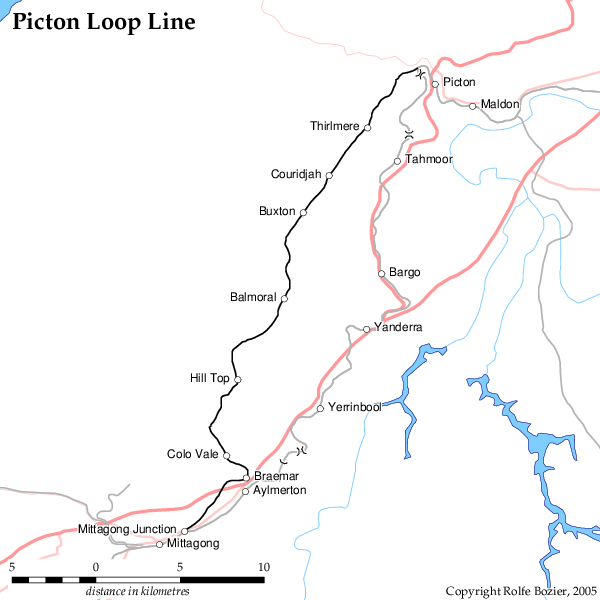 Picton Loop Line
Picton
Maldon
Thirlmere
Tahmoor
Couridjah
Buxton
Bargo
Balmoral
Yanderra
Hill Top
Yerrinbool
Colo Vale
Braemar
Aylmerton
Mittagong Junction
Mittagong
5 0 5 10
distance in kilometres
Copyright Rolfe Bozier, 2005